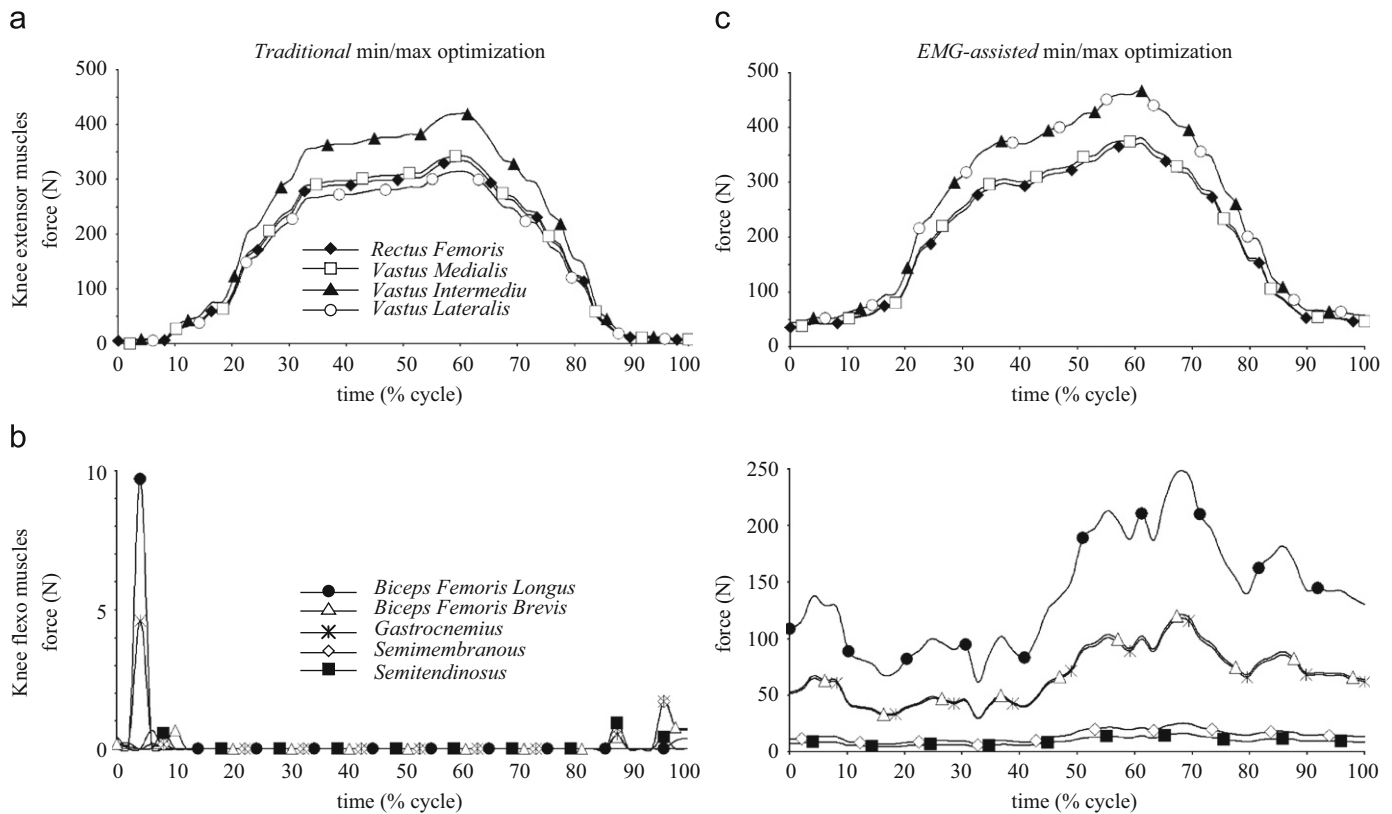 a
Traditional min/max optimization
Knee extensor muscles
force (N)
500
400
300
200
100
0
Rectus Femoris
Vastus Medialis
Vastus Intermediu
Vastus Lateralis
0 10 20 30 40 50 60 70 80 90 100
time (% cycle)
c
EMG-assisted min/max optimization
force (N)
500
400
300
200
100
0
0 10 20 30 40 50 60 70 80 90 100
time (% cycle)
b
Knee flexo muscles
force (N)
10
5
0
Biceps Femoris Longus
Biceps Femoris Brevis
Gastrocnemius
Semimembranous
Semitendinosus
0 10 20 30 40 50 60 70 80 90 100
time (% cycle)
force (N)
250
200
150
100
50
0
0 10 20 30 40 50 60 70 80 90 100
time (% cycle)